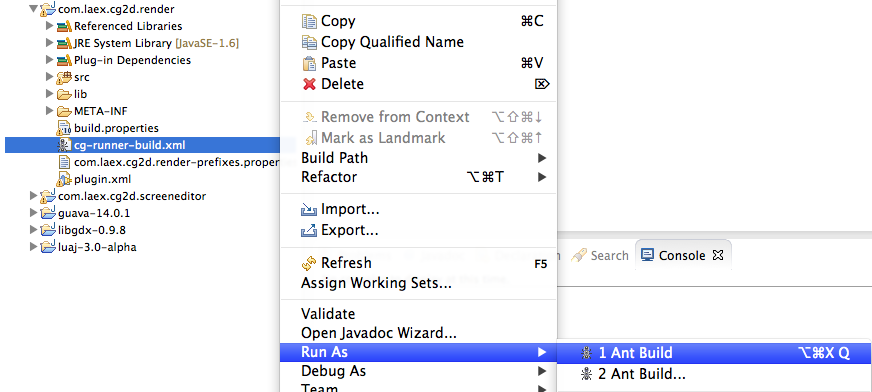 com.laex.cg2d.render
Referenced Libraries
JRE System Library [JavaSE-1.6]
Plug-in Dependencies
src
lib
META-INF
build.properties
cg-runner-build.xml
com.laex.cg2d.render-prefixes.proper
plugin.xml
com.laex.cg2d.screeneditor
guava-14.0.1
libgdx-0.9.8
luaj-3.0-alpha
Copy ⌘C
Copy Qualified Name
Paste ⌘V
Delete ⌦
Remove from Context ⌥⇧⌘↓
Mark as Landmark ⌥⇧⌘↑
Build Path
Refactor ⌥⌘T
Import...
Export...
Refresh F5
Assign Working Sets...
Validate
Open Javadoc Wizard...
Run As
Debug As
Team
Search
Console
1 Ant Build ⌥⌘X Q
2 Ant Build...